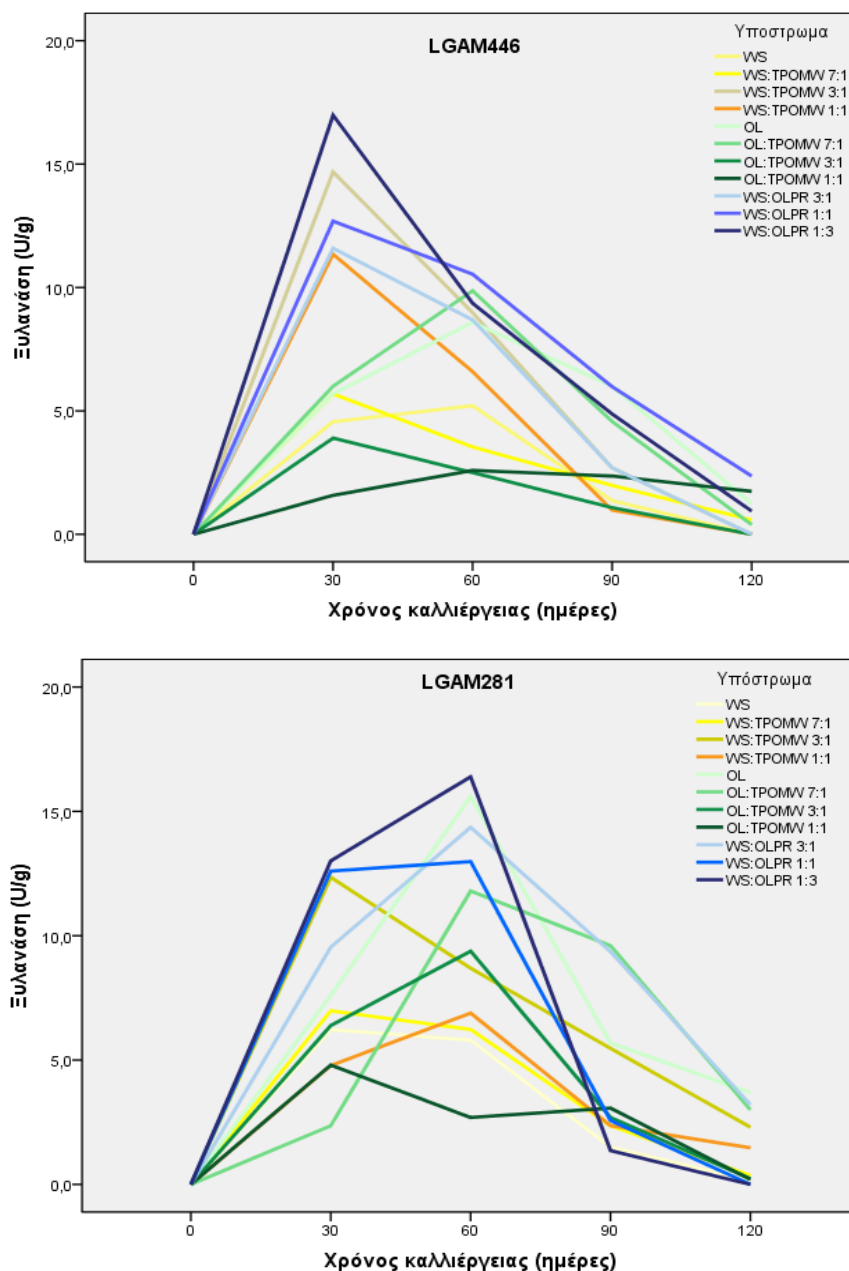 LGAM446
Υποστρωμα
WS
WS:TPOMW 7:1
WS:TPOMW 3:1
WS:TPOMW 1:1
OL
OL:TPOMW 7:1
OL:TPOMW 3:1
OL:TPOMW 1:1
WS:OLPR 3:1
WS:OLPR 1:1
WS:OLPR 1:3
Ξυλανάση (U/g)
20,0
15,0
10,0
5,0
0,0
0 30 60 90 120
Χρόνος καλλιέργειας (ημέρες)
LGAM281
Υπόστρωμα
WS
WS:TPOMW 7:1
WS:TPOMW 3:1
WS:TPOMW 1:1
OL
OL:TPOMW 7:1
OL:TPOMW 3:1
OL:TPOMW 1:1
WS:OLPR 3:1
WS:OLPR 1:1
WS:OLPR 1:3
Ξυλανάση (U/g)
20,0
15,0
10,0
5,0
0,0
0 30 60 90 120
Χρόνος καλλιέργειας (ημέρες)